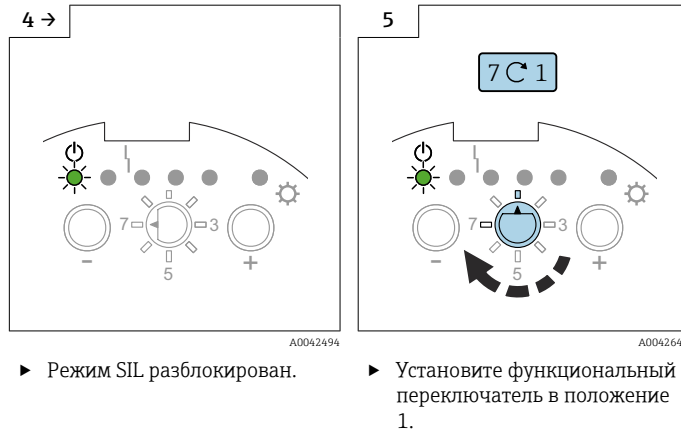 4 →
7
3
5
-
+
A0042494
▶ Режим SIL разблокирован.
5
7 ↻ 1
7
3
5
-
+
A004264
▶ Установите функциональный
переключатель в положение
1.